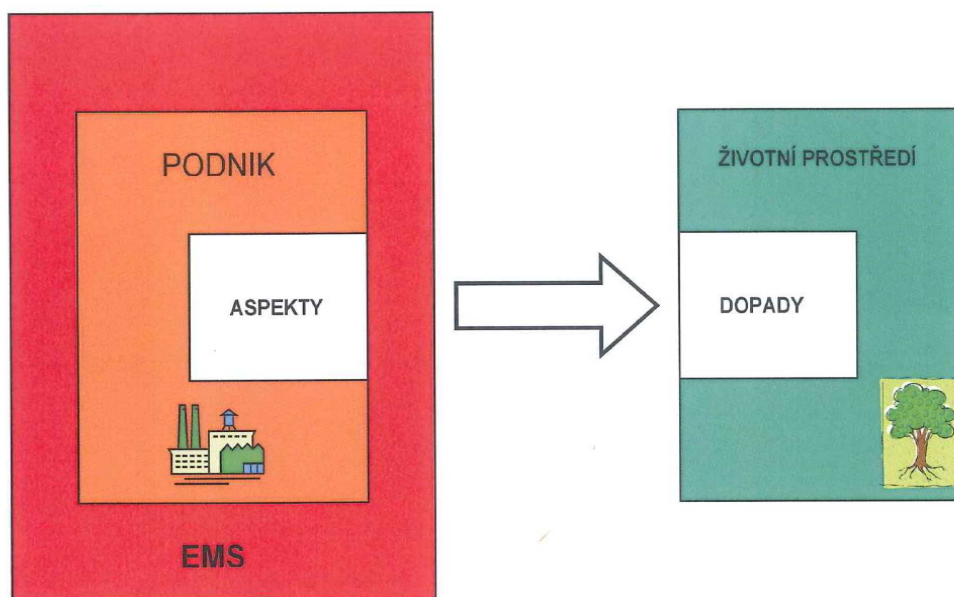 PODNIK
ASPEKTY
EMS
ŽIVOTNÍ PROSTŘEDÍ
DOPADY